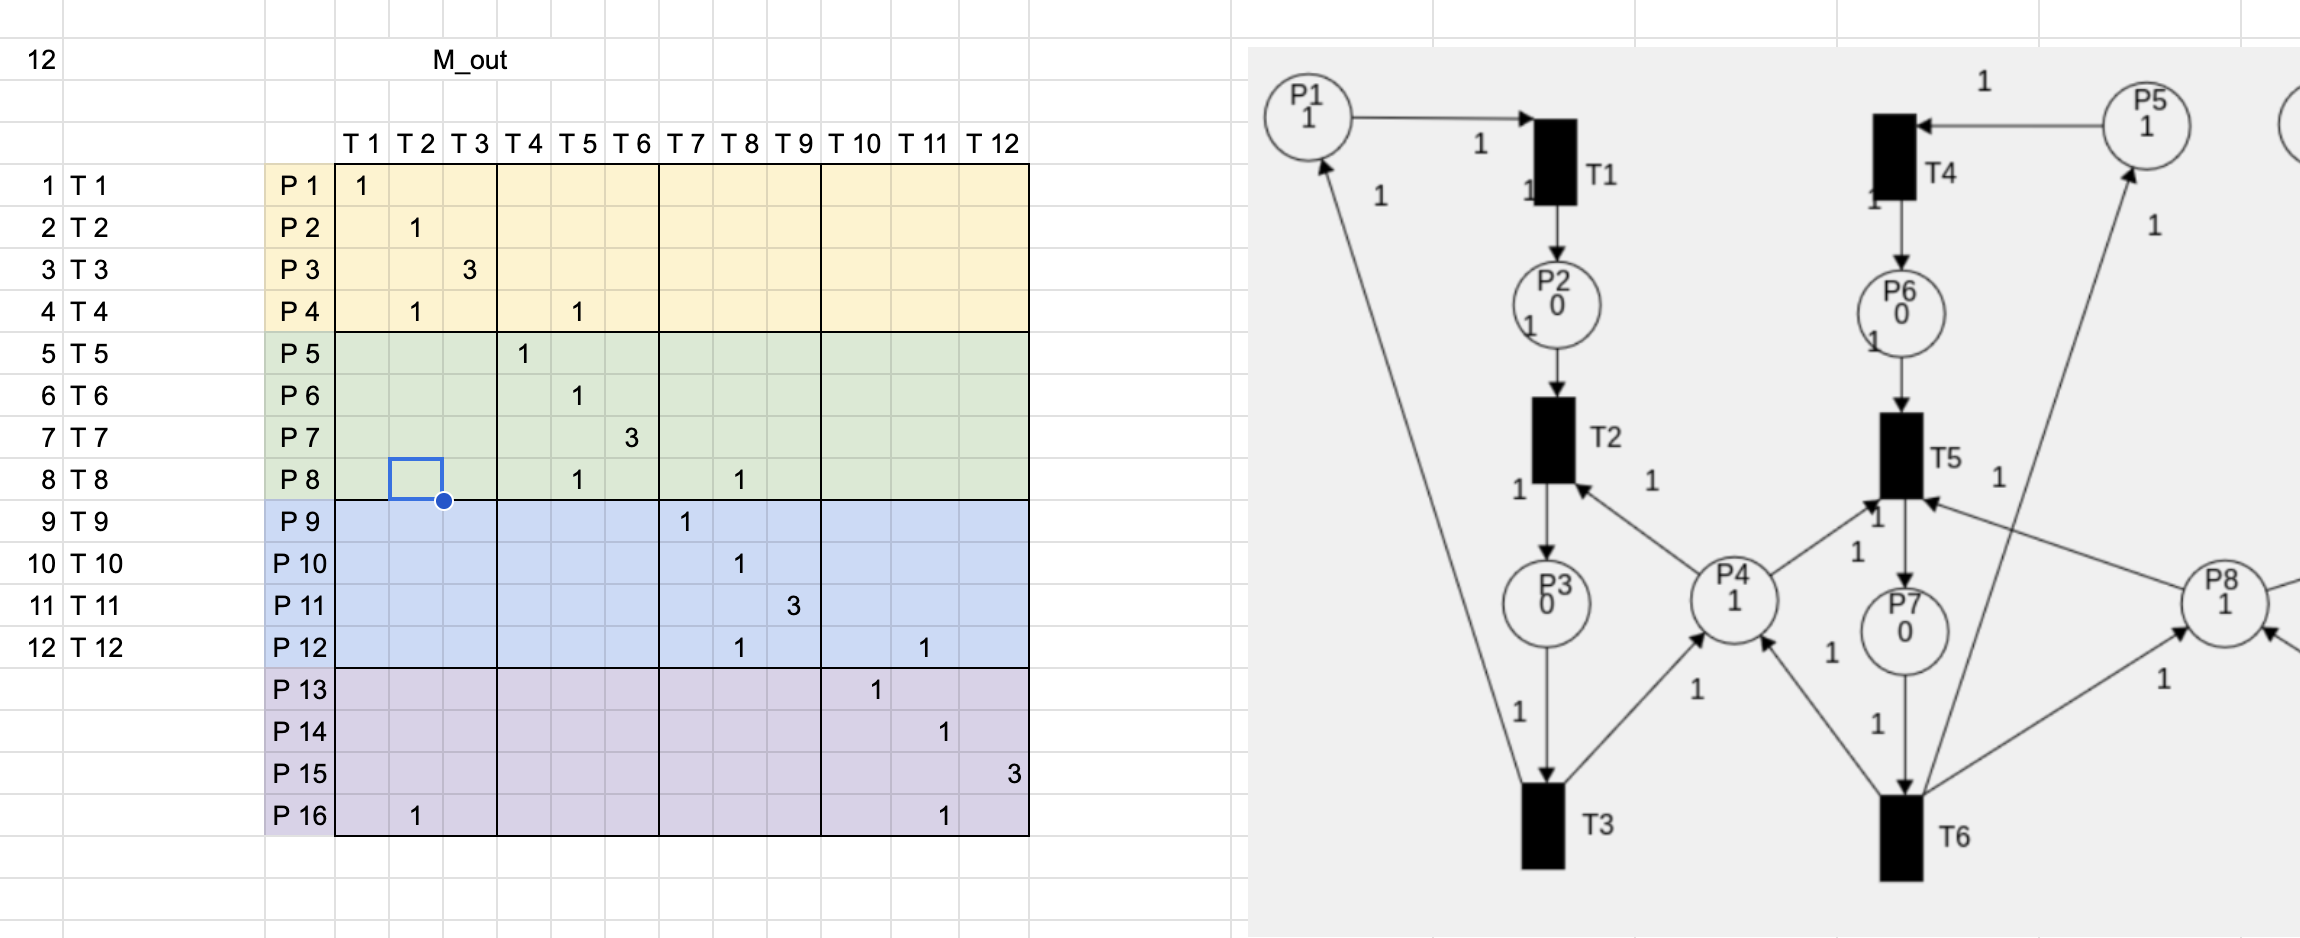 12 M_out
T 1 T 2 T 3 T 4 T 5 T 6 T 7 T 8 T 9 T 10 T 11 T 12
1 T 1 P 1 1
2 T 2 P 2 1
3 T 3 P 3 3
4 T 4 P 4 1 1
5 T 5 P 5 1
6 T 6 P 6 1
7 T 7 P 7 3
8 T 8 P 8 1 1
9 T 9 P 9 1
10 T 10 P 10 1
11 T 11 P 11 3
12 T 12 P 12 1 1
P 13 1
P 14 1
P 15 3
P 16 1 1
1
P1
1
P5
1
1
T1
T4
1
1
1
1
P2
0
1
P6
0
1
T2
T5
1
1
1
1
1
1
P3
0
P4
1
P7
0
P8
1
1
1
1
1
1
T3
T6